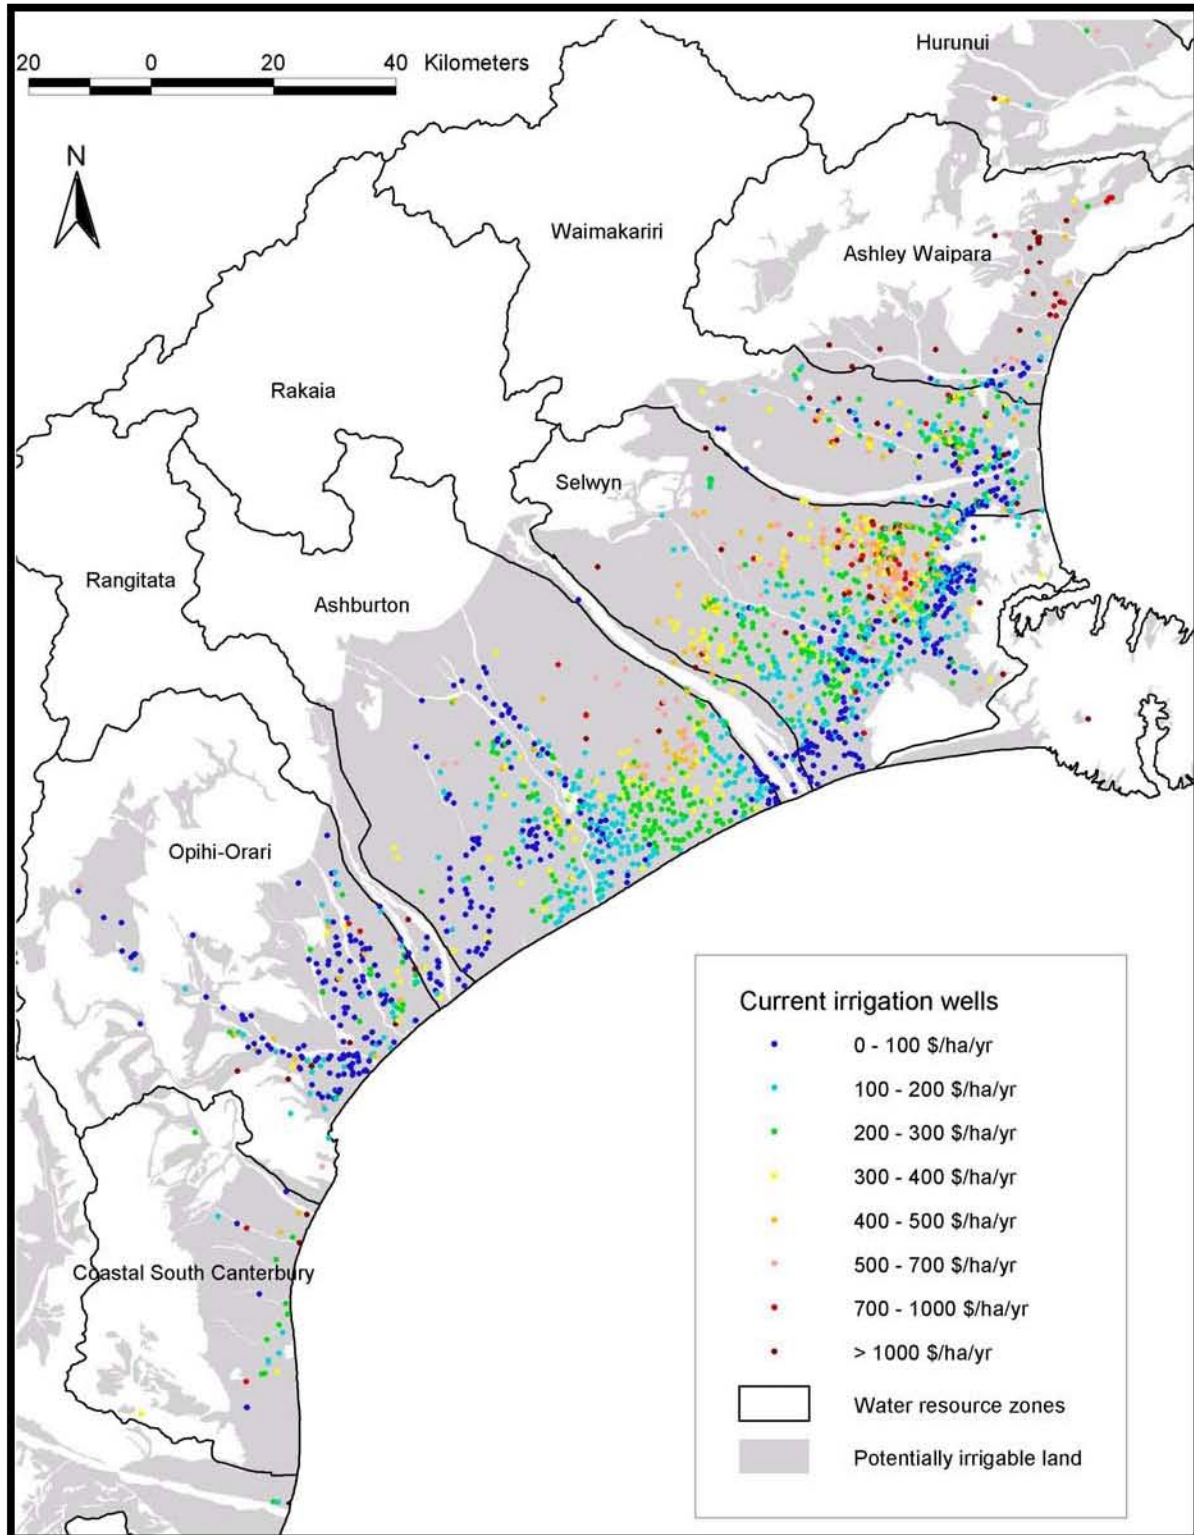 Hurunui
20 0 20 40 Kilometers
N
Waimakariri
Ashley Waipara
Rakaia
Selwyn
Rangitata
Ashburton
Opihi-Orari
Coastal South Canterbury
Current irrigation wells
0 - 100 $/ha/yr
100 - 200 $/ha/yr
200 - 300 $/ha/yr
300 - 400 $/ha/yr
400 - 500 $/ha/yr
500 - 700 $/ha/yr
700 - 1000 $/ha/yr
> 1000 $/ha/yr
Water resource zones
Potentially irrigable land